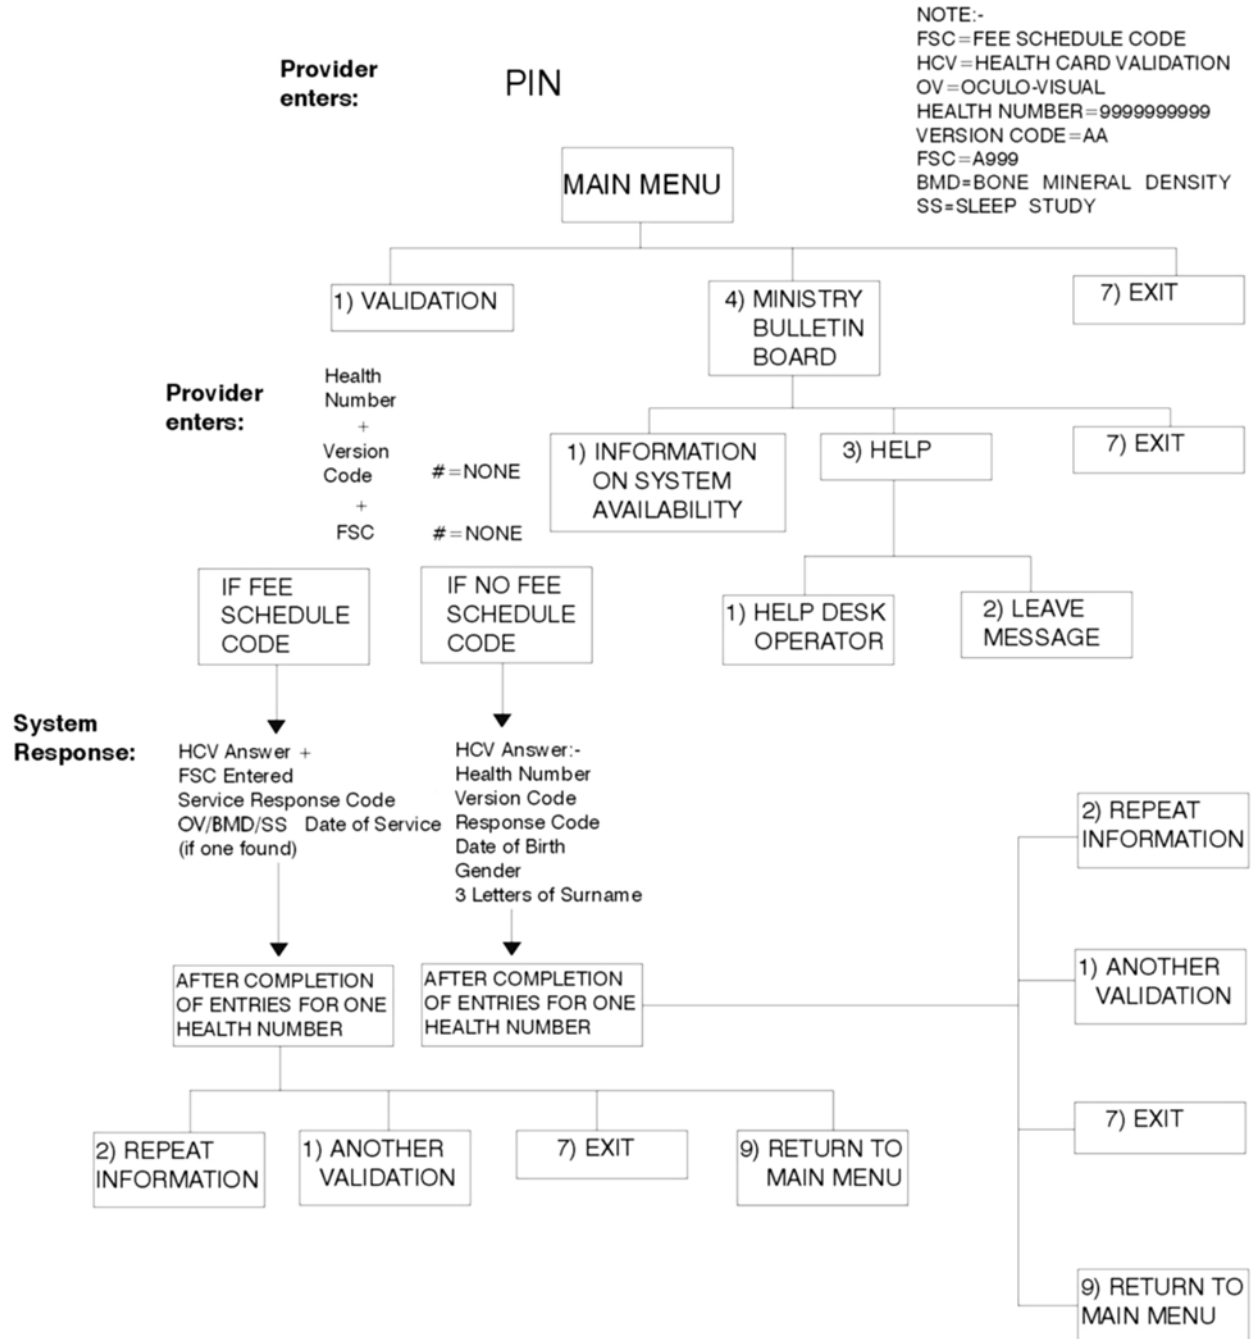 NOTE:-
FSC=FEE SCHEDULE CODE
HCV=HEALTH CARD VALIDATION
OV=OCULO-VISUAL
HEALTH NUMBER=9999999999
VERSION CODE=AA
FSC=A999
BMD=BONE MINERAL DENSITY
SS=SLEEP STUDY
Provider
enters:
PIN
MAIN MENU
1) VALIDATION
4) MINISTRY
BULLETIN
BOARD
7) EXIT
Provider
enters:
Health
Number
+
Version
Code
#=NONE
+
FSC
#=NONE
1) INFORMATION
ON SYSTEM
AVAILABILITY
3) HELP
7) EXIT
1) HELP DESK
OPERATOR
2) LEAVE
MESSAGE
IF FEE
SCHEDULE
CODE
IF NO FEE
SCHEDULE
CODE
System
Response:
HCV Answer +
FSC Entered
Service Response Code
OV/BMD/SS Date of Service
(if one found)
HCV Answer:-
Health Number
Version Code
Response Code
Date of Birth
Gender
3 Letters of Surname
AFTER COMPLETION
OF ENTRIES FOR ONE
HEALTH NUMBER
AFTER COMPLETION
OF ENTRIES FOR ONE
HEALTH NUMBER
2) REPEAT
INFORMATION
1) ANOTHER
VALIDATION
7) EXIT
9) RETURN TO
MAIN MENU
2) REPEAT
INFORMATION
1) ANOTHER
VALIDATION
7) EXIT
9) RETURN TO
MAIN MENU